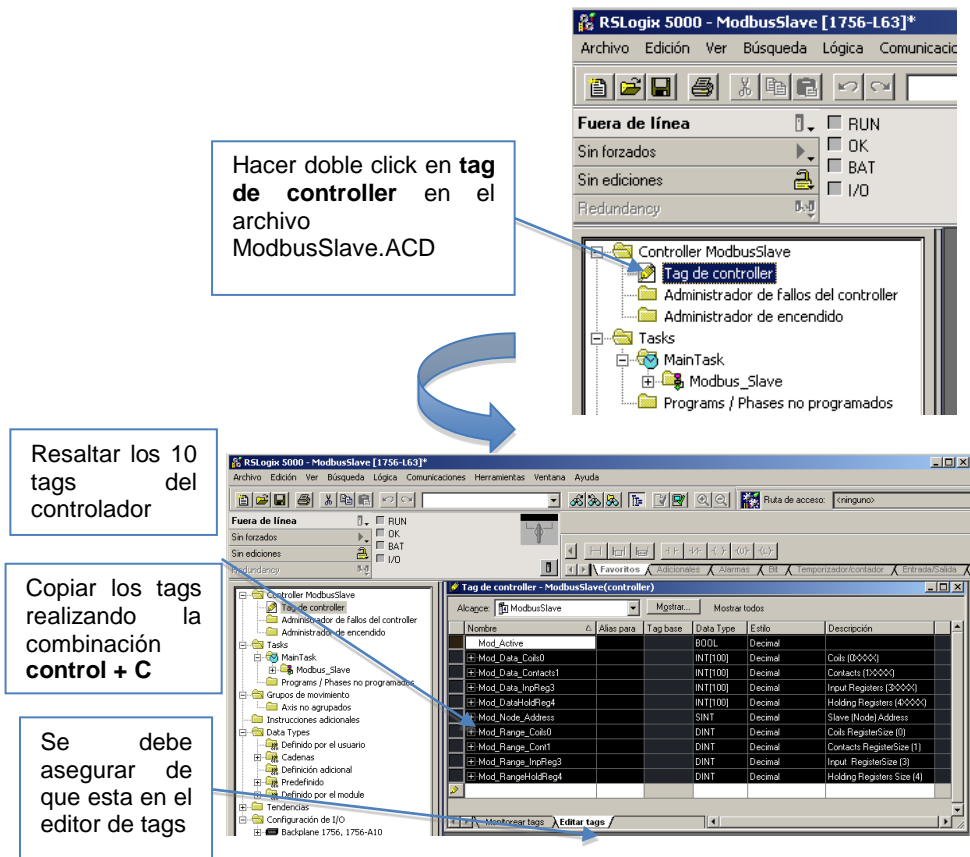 RSLogix 5000 - ModbusSlave [1756-L63]*
Archivo Edición Ver Búsqueda Lógica Comunicacio
Fuera de línea
RUN
Sin forzados
OK
BAT
Sin ediciones
I/O
Redundancy
Hacer doble click en tag
de controller en el
archivo
ModbusSlave.ACD
Controller ModbusSlave
Tag de controller
Administrador de fallos del controller
Administrador de encendido
Tasks
MainTask
Modbus_Slave
Programs / Phases no programados
Resaltar los 10
tags del
controlador
Copiar los tags
realizando la
combinación
control + C
Se debe
asegurar de
que esta en el
editor de tags
RSLogix 5000 - ModbusSlave [1756-L63]*
Archivo Edición Ver Búsqueda Lógica Comunicaciones Herramientas Ventana Ayuda
Ruta de acceso: <ninguno>
Fuera de línea
RUN
Sin forzados
OK
BAT
Sin ediciones
I/O
Redundancy
Favoritos Adicionales Alarmas Bit Temporizador/contador Entrada/Salida
Controller ModbusSlave
Tag de controller
Administrador de fallos del controller
Administrador de encendido
Tasks
MainTask
Modbus_Slave
Programs / Phases no programados
Grupos de movimiento
Axis no agrupados
Instrucciones adicionales
Data Types
Definido por el usuario
Cadenas
Definición adicional
Predefinido
Definido por el module
Tendencias
Configuración de I/O
Backplane 1756, 1756-A10
Tag de controller - ModbusSlave(controller)
Alcance: ModbusSlave Mostrar... Mostrar todos
Nombre Alias para Tag base Data Type Estilo Descripción
Mod_Active BOOL Decimal
Mod_Data_Coils0 INT[100] Decimal Coils (0XXXX)
Mod_Data_Contacts1 INT[100] Decimal Contacts (1XXXX)
Mod_Data_InpReg3 INT[100] Decimal Input Registers (3XXXX)
Mod_DataHoldReg4 INT[100] Decimal Holding Registers (4XXXX)
Mod_Node_Address SINT Decimal Slave (Node) Address
Mod_Range_Coils0 DINT Decimal Coils RegisterSize (0)
Mod_Range_Cont1 DINT Decimal Contacts RegisterSize (1)
Mod_Range_InpReg3 DINT Decimal Input RegisterSize (3)
Mod_RangeHoldReg4 DINT Decimal Holding Registers Size (4)
Monitorear tags Editar tags